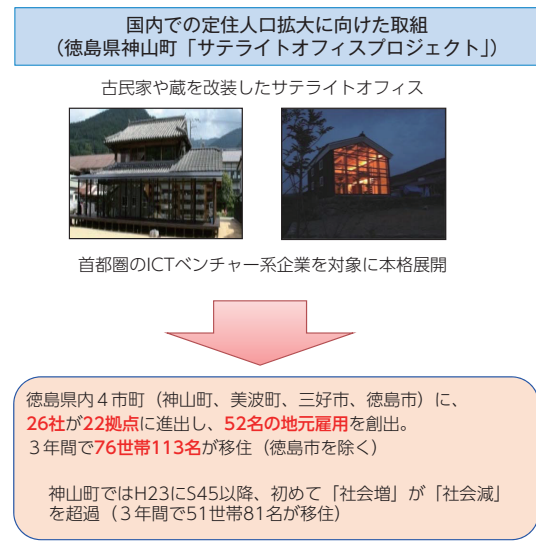 国内での定住人口拡大に向けた取組
（徳島県神山町「サテライトオフィスプロジェクト」）
古民家や蔵を改装したサテライトオフィス
首都圏のICTベンチャー系企業を対象に本格展開
徳島県内４市町（神山町、美波町、三好市、徳島市）に、
26社が22拠点に進出し、52名の地元雇用を創出。
３年間で76世帯113名が移住（徳島市を除く）
神山町ではH23にS45以降、初めて「社会増」が「社会減」
を超過（３年間で51世帯81名が移住）